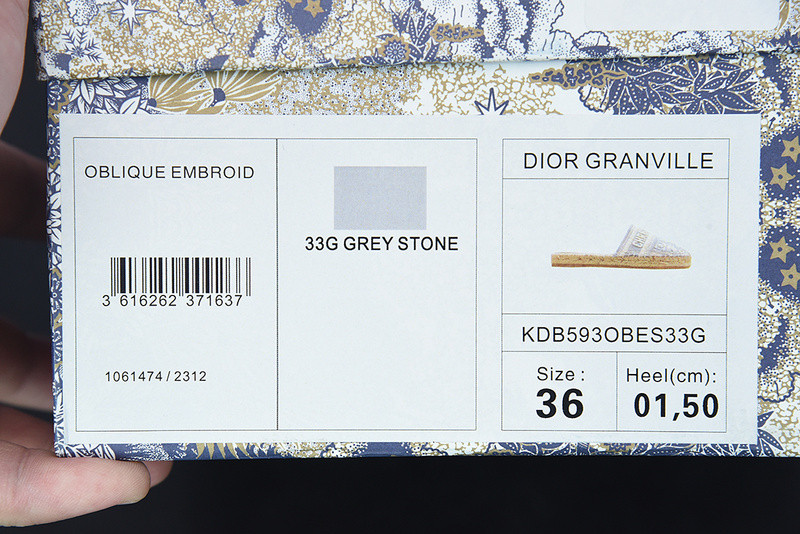 OBLIQUE EMBROID
3 616262 371637
1061474 / 2312
33G GREY STONE
DIOR GRANVILLE
KDB593OBES33G
Size :
36
Heel(cm):
01,50